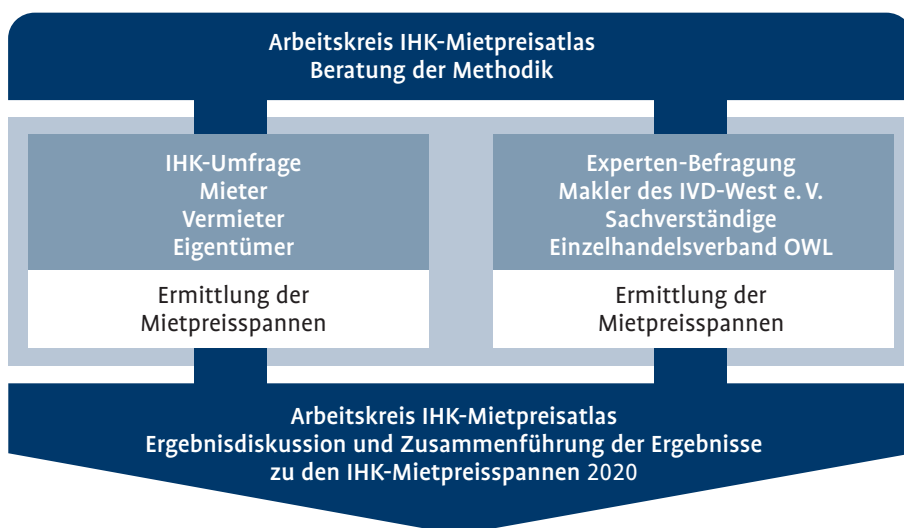 Arbeitskreis IHK-Mietpreisatlas
Beratung der Methodik
IHK-Umfrage
Mieter
Vermieter
Eigentümer
Ermittlung der
Mietpreisspannen
Experten-Befragung
Makler des IVD-West e. V.
Sachverständige
Einzelhandelsverband OWL
Ermittlung der
Mietpreisspannen
Arbeitskreis IHK-Mietpreisatlas
Ergebnisdiskussion und Zusammenführung der Ergebnisse
zu den IHK-Mietpreisspannen 2020